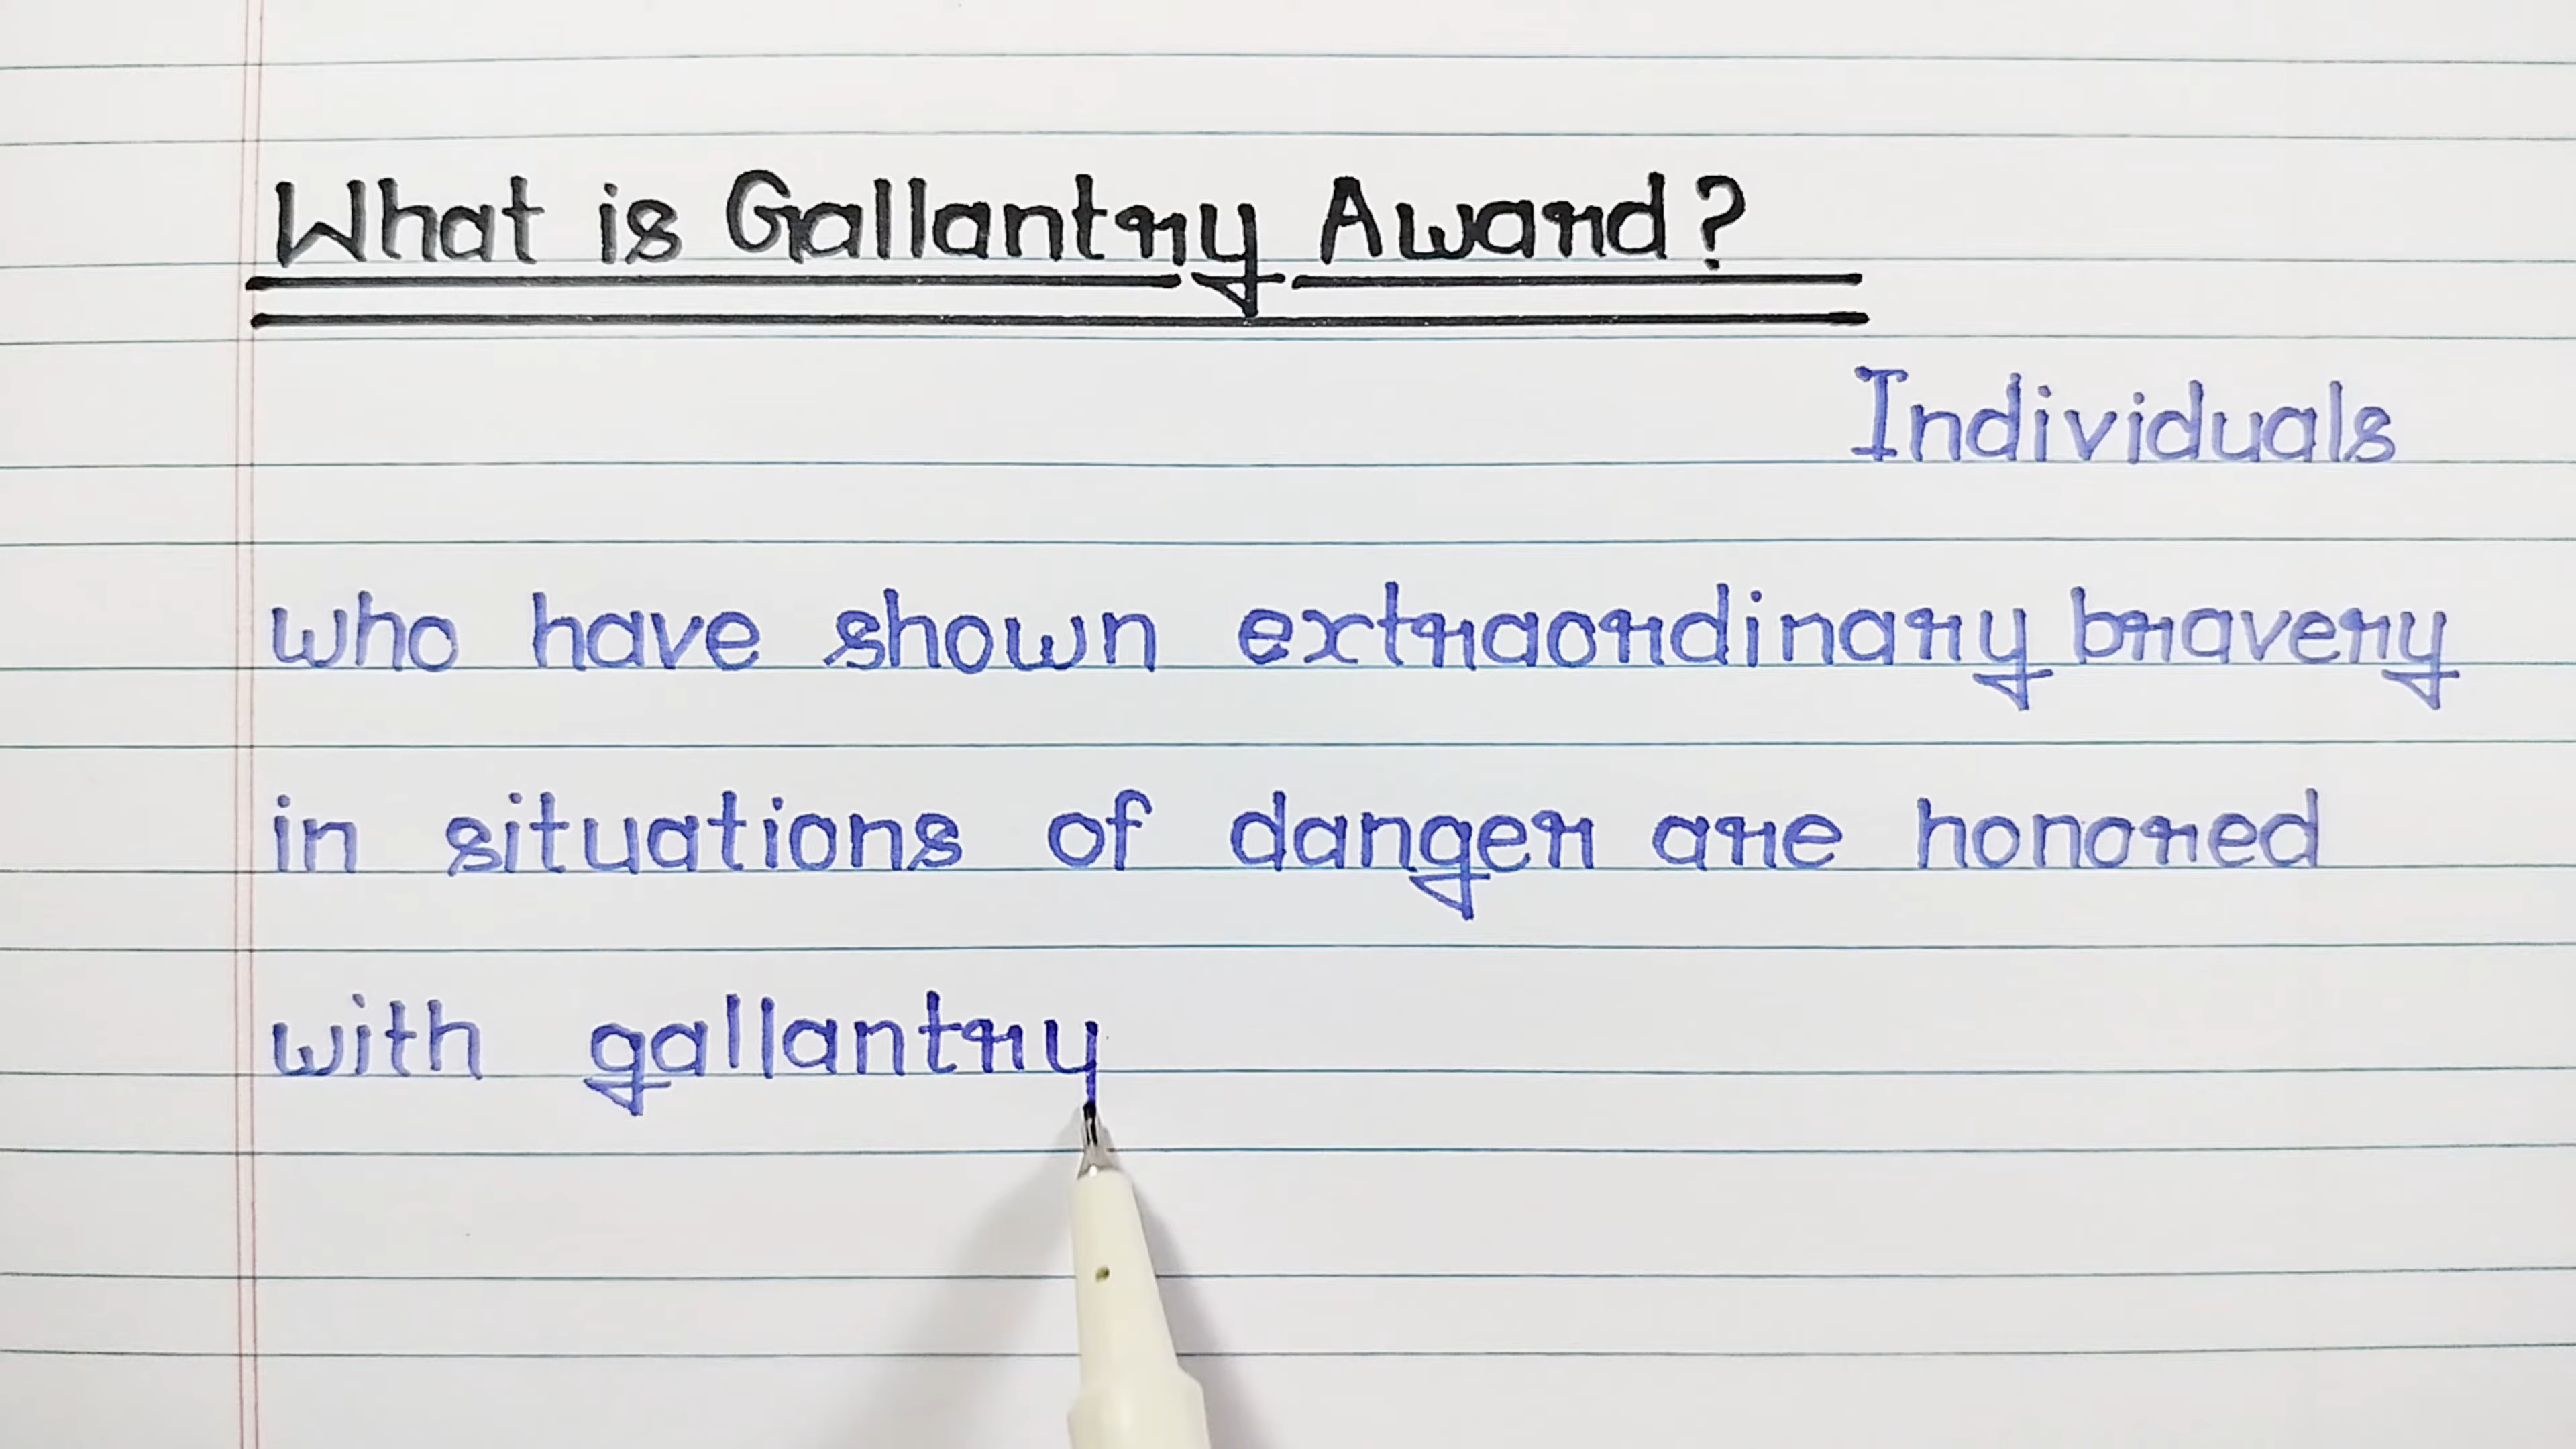 What is Gallantry Award?
Individuals
who have shown extraordinary bravery
in situations of danger are honored
with gallantry